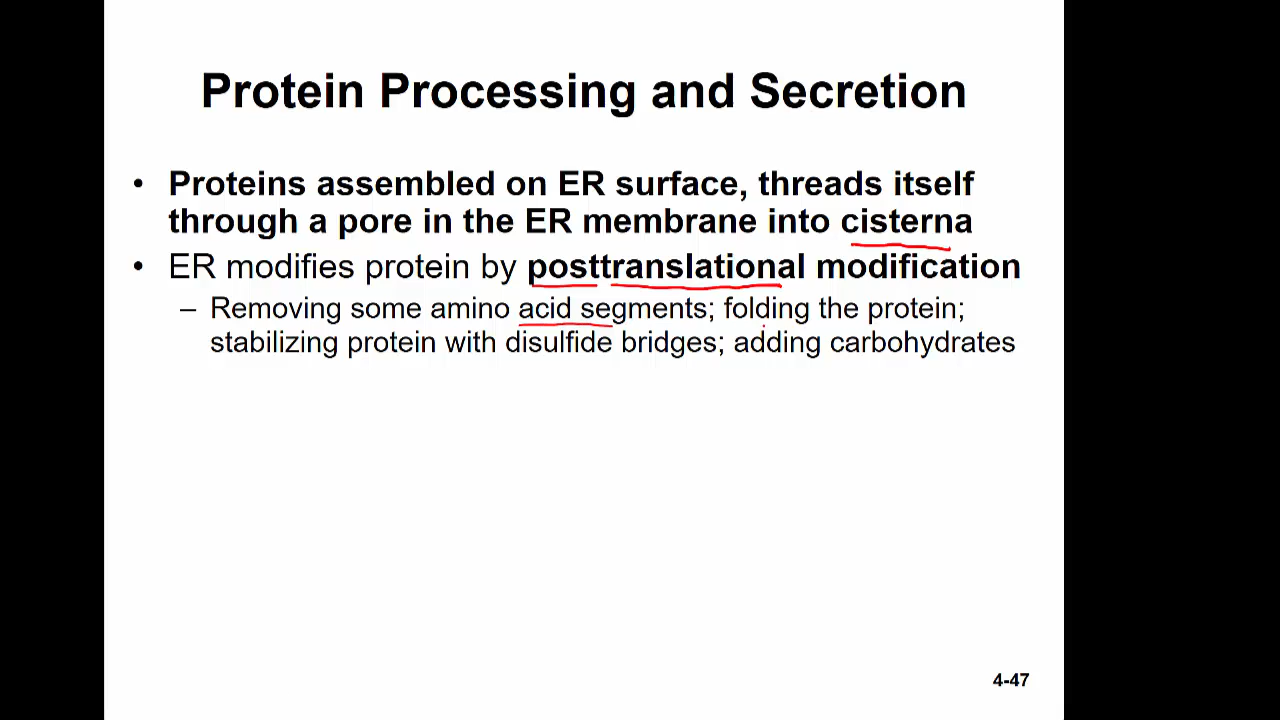 Protein Processing and Secretion
• Proteins assembled on ER surface, threads itself
through a pore in the ER membrane into cisterna
• ER modifies protein by posttranslational modification
– Removing some amino acid segments; folding the protein;
stabilizing protein with disulfide bridges; adding carbohydrates
4-47